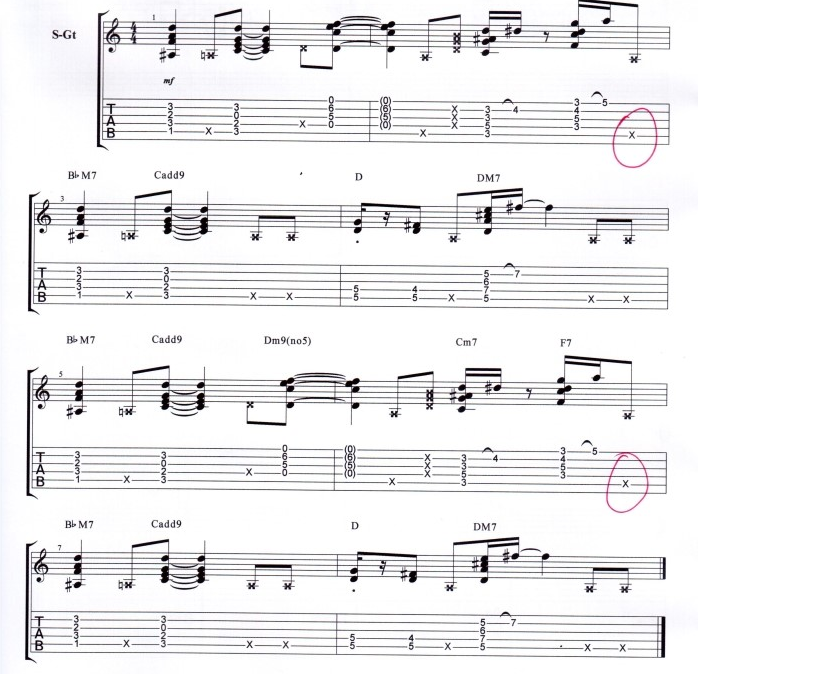 1
S-Gt
4
4
mf
0 (0) 3 5
T 3 3 6 (6) X 3 4 4
A 2 0 5 (5) X 3 5
3 2 X 0 (0) X 5 3
B 1 X 3 X 3 X
B♭M7 Cadd9 D DM7
3
T 3 3 5 7
2 0 6
A 3 2 5 4 7
B 1 X 3 X X 5 5 X 5 X X
B♭M7 Cadd9 Dm9(no5) Cm7 F7
5
0 (0) 3 5
T 3 3 6 (6) X 3 4 4
A 2 0 5 (5) X 3 5
3 2 X 0 (0) X 5 3
B 1 X 3 X 3 X
B♭M7 Cadd9 D DM7
7
T 3 3 5 7
2 0 6
A 3 2 5 4 7
B 1 X 3 X X 5 5 X 5 X X